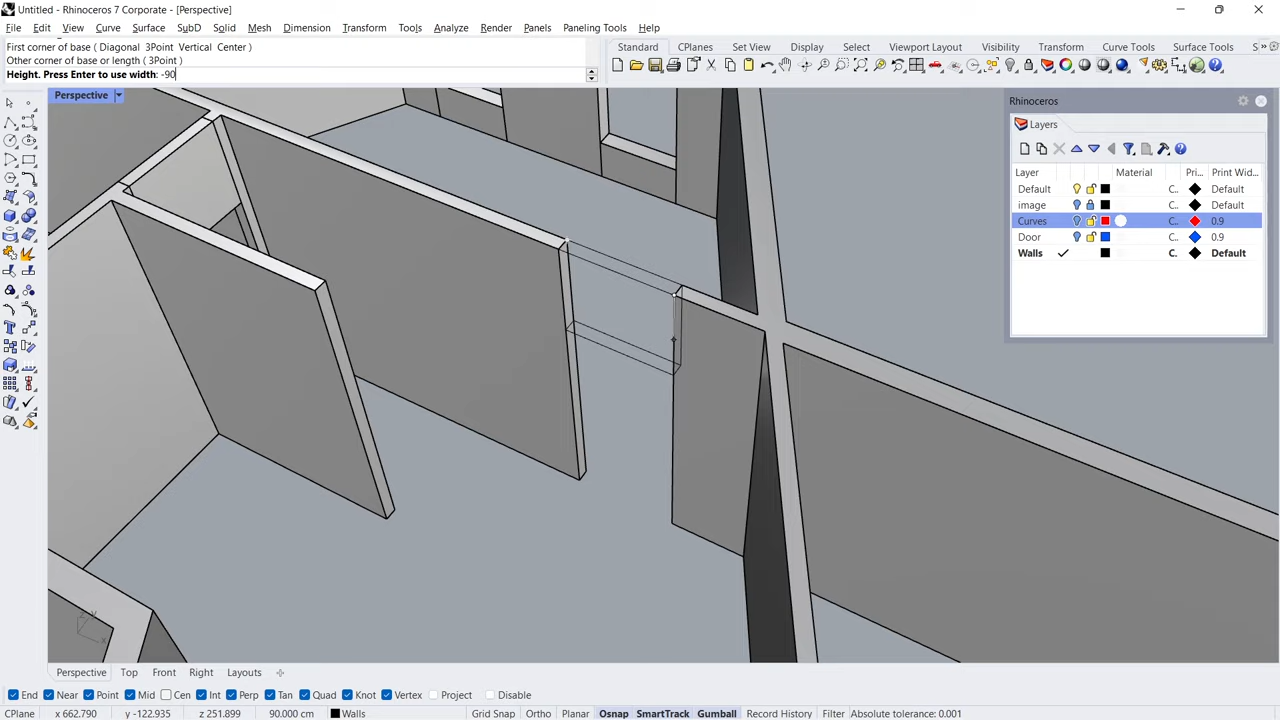 Untitled - Rhinoceros 7 Corporate - [Perspective]
File Edit View Curve Surface SubD Solid Mesh Dimension Transform Tools Analyze Render Panels Paneling Tools Help
First corner of base ( Diagonal 3Point Vertical Center )
Other corner of base or length ( 3Point )
Height. Press Enter to use width: -90
Standard CPlanes Set View Display Select Viewport Layout Visibility Transform Curve Tools Surface Tools »
Perspective
Rhinoceros
Layers
Layer Material Pri... Print Wid...
Default C.. Default
image C.. Default
Curves C.. 0.9
Door C.. 0.9
Walls C. Default
z y
x
Perspective Top Front Right Layouts
End Near Point Mid Cen Int Perp Tan Quad Knot Vertex Project Disable
CPlane x 662.790 y -122.935 z 251.899 90.000 cm Walls Grid Snap Ortho Planar Osnap SmartTrack Gumball Record History Filter Absolute tolerance: 0.001